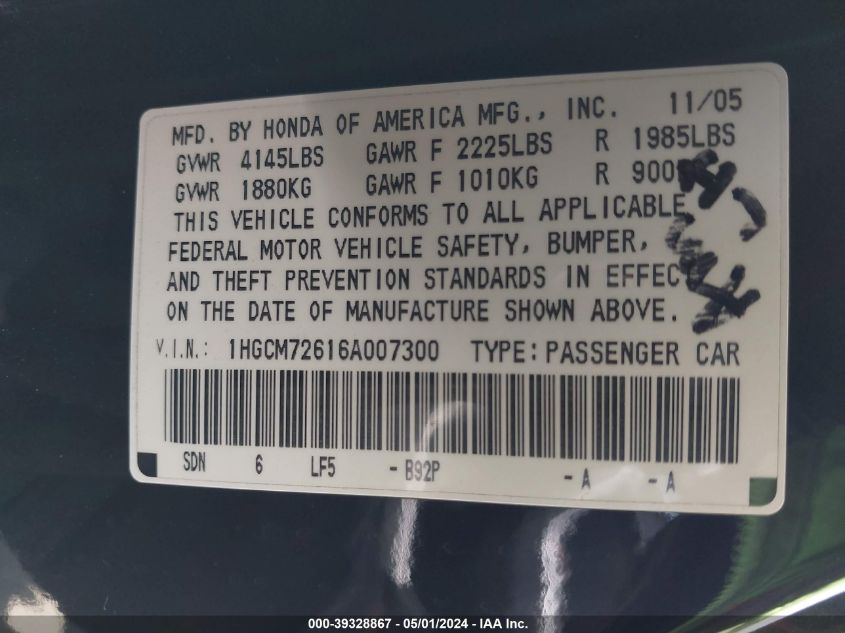 MFD. BY HONDA OF AMERICA MFG., INC. 11/05
GVWR 4145LBS GAWR F 2225LBS R 1985LBS
GVWR 1880KG GAWR F 1010KG R 900
THIS VEHICLE CONFORMS TO ALL APPLICABLE
FEDERAL MOTOR VEHICLE SAFETY, BUMPER,
AND THEFT PREVENTION STANDARDS IN EFFECT
ON THE DATE OF MANUFACTURE SHOWN ABOVE.
V.I.N.: 1HGCM72616A007300 TYPE: PASSENGER CAR
SDN 6 LF5 - B92P - A - A
000-39328867 - 05/01/2024 - IAA Inc.